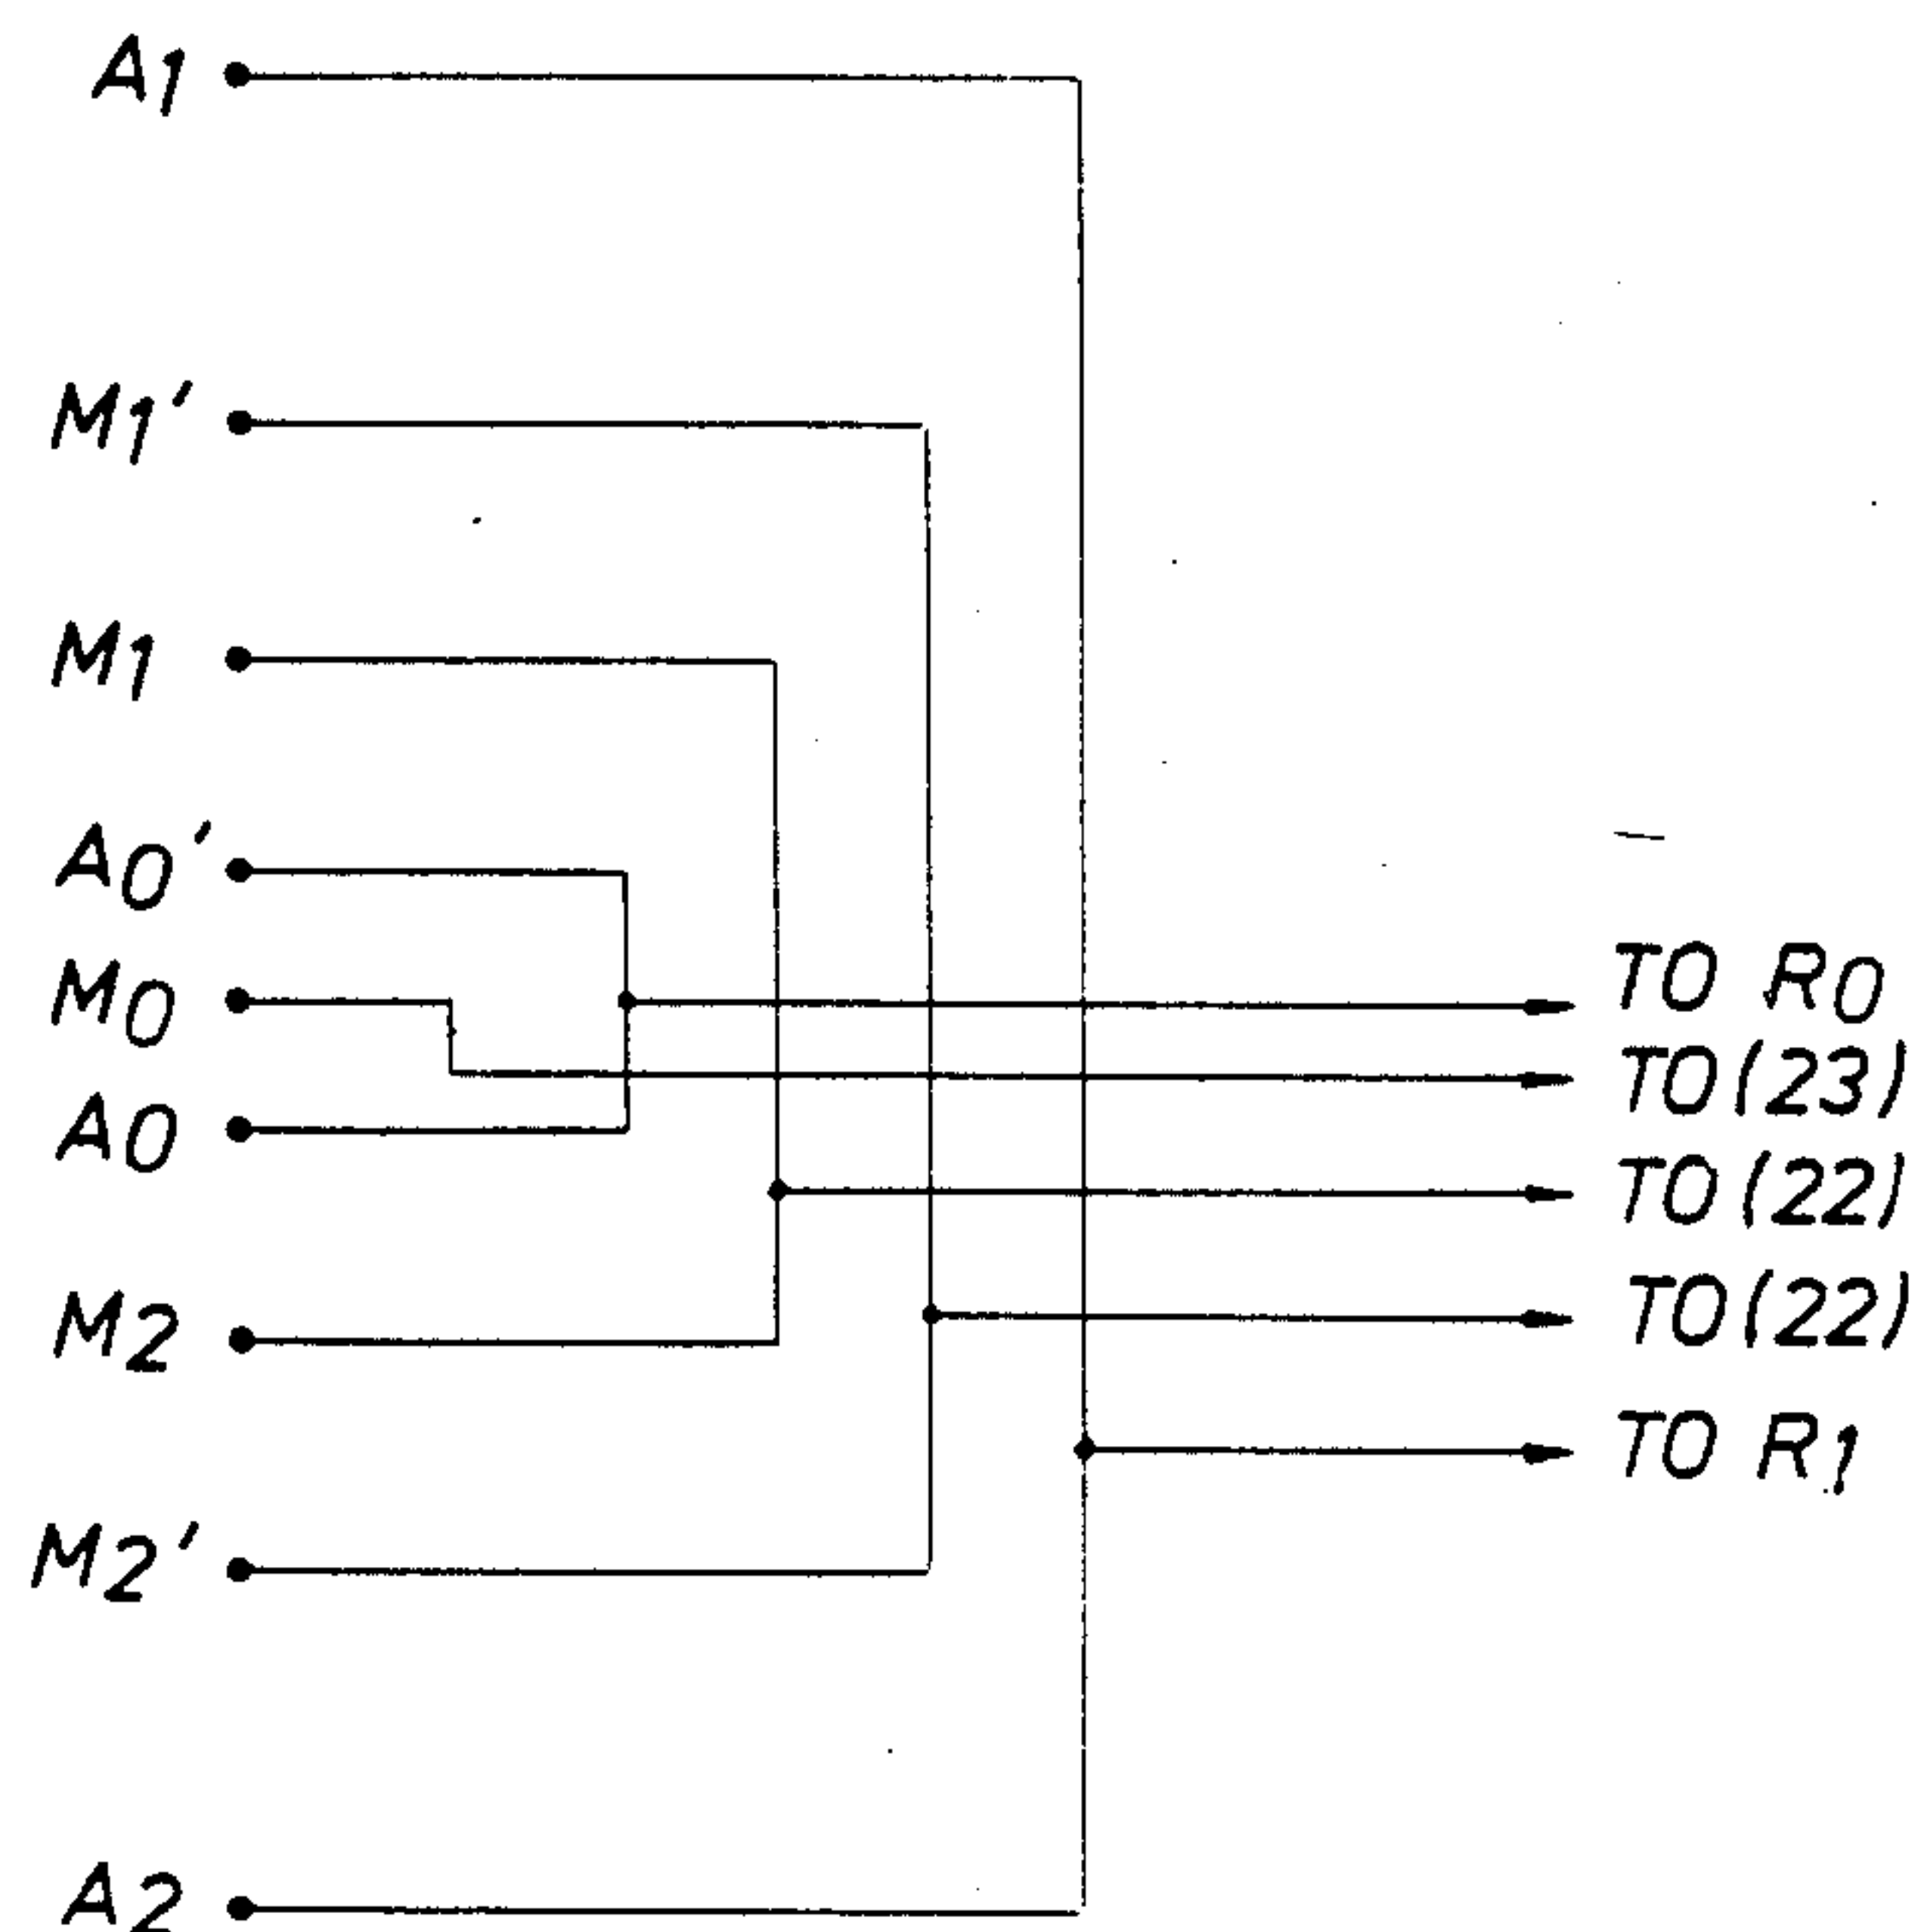 A1
M1'
M1
A0'
M0
A0
M2
M2'
A2
TO R0
TO (23)
TO (22)
TO (22)
TO R1